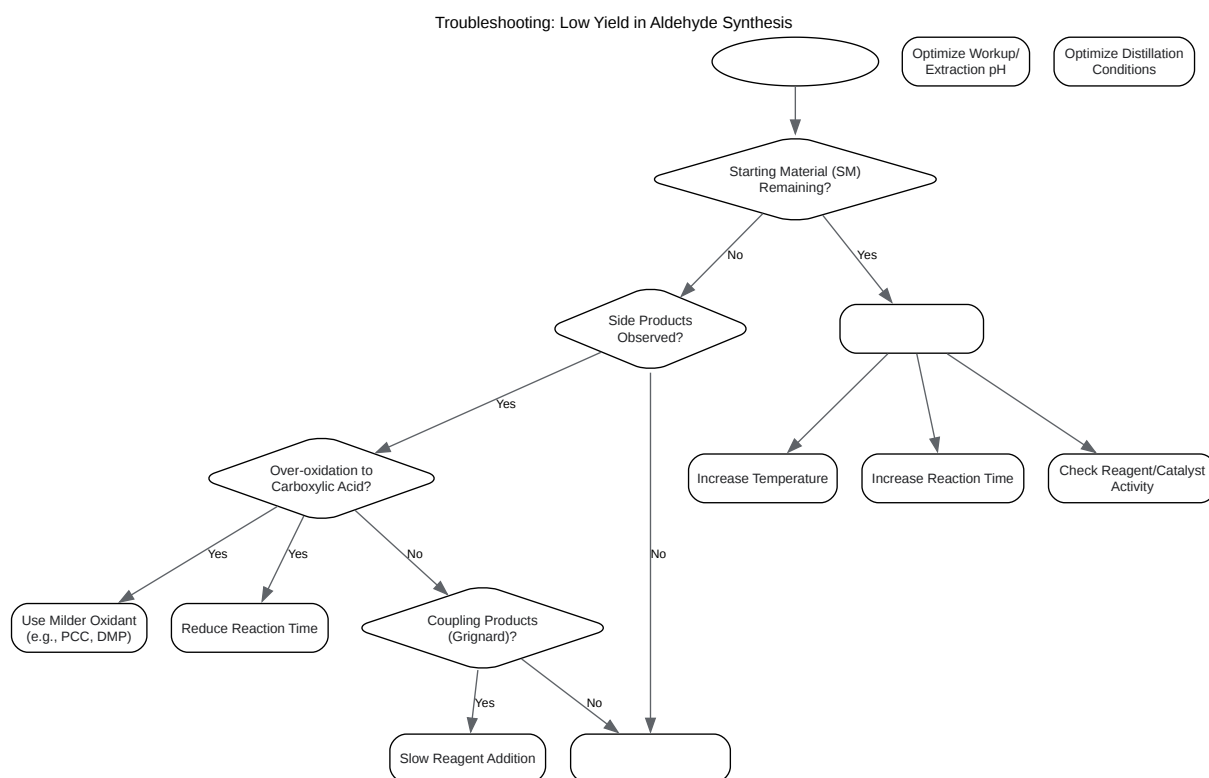 Troubleshooting: Low Yield in Aldehyde Synthesis
Optimize Workup/
Extraction pH
Optimize Distillation
Conditions
Starting Material (SM)
Remaining?
No
Yes
Side Products
Observed?
Yes
No
Over-oxidation to
Carboxylic Acid?
Increase Temperature
Increase Reaction Time
Check Reagent/Catalyst
Activity
Yes
Yes
No
Use Milder Oxidant
(e.g., PCC, DMP)
Reduce Reaction Time
Coupling Products
(Grignard)?
Yes
No
Slow Reagent Addition